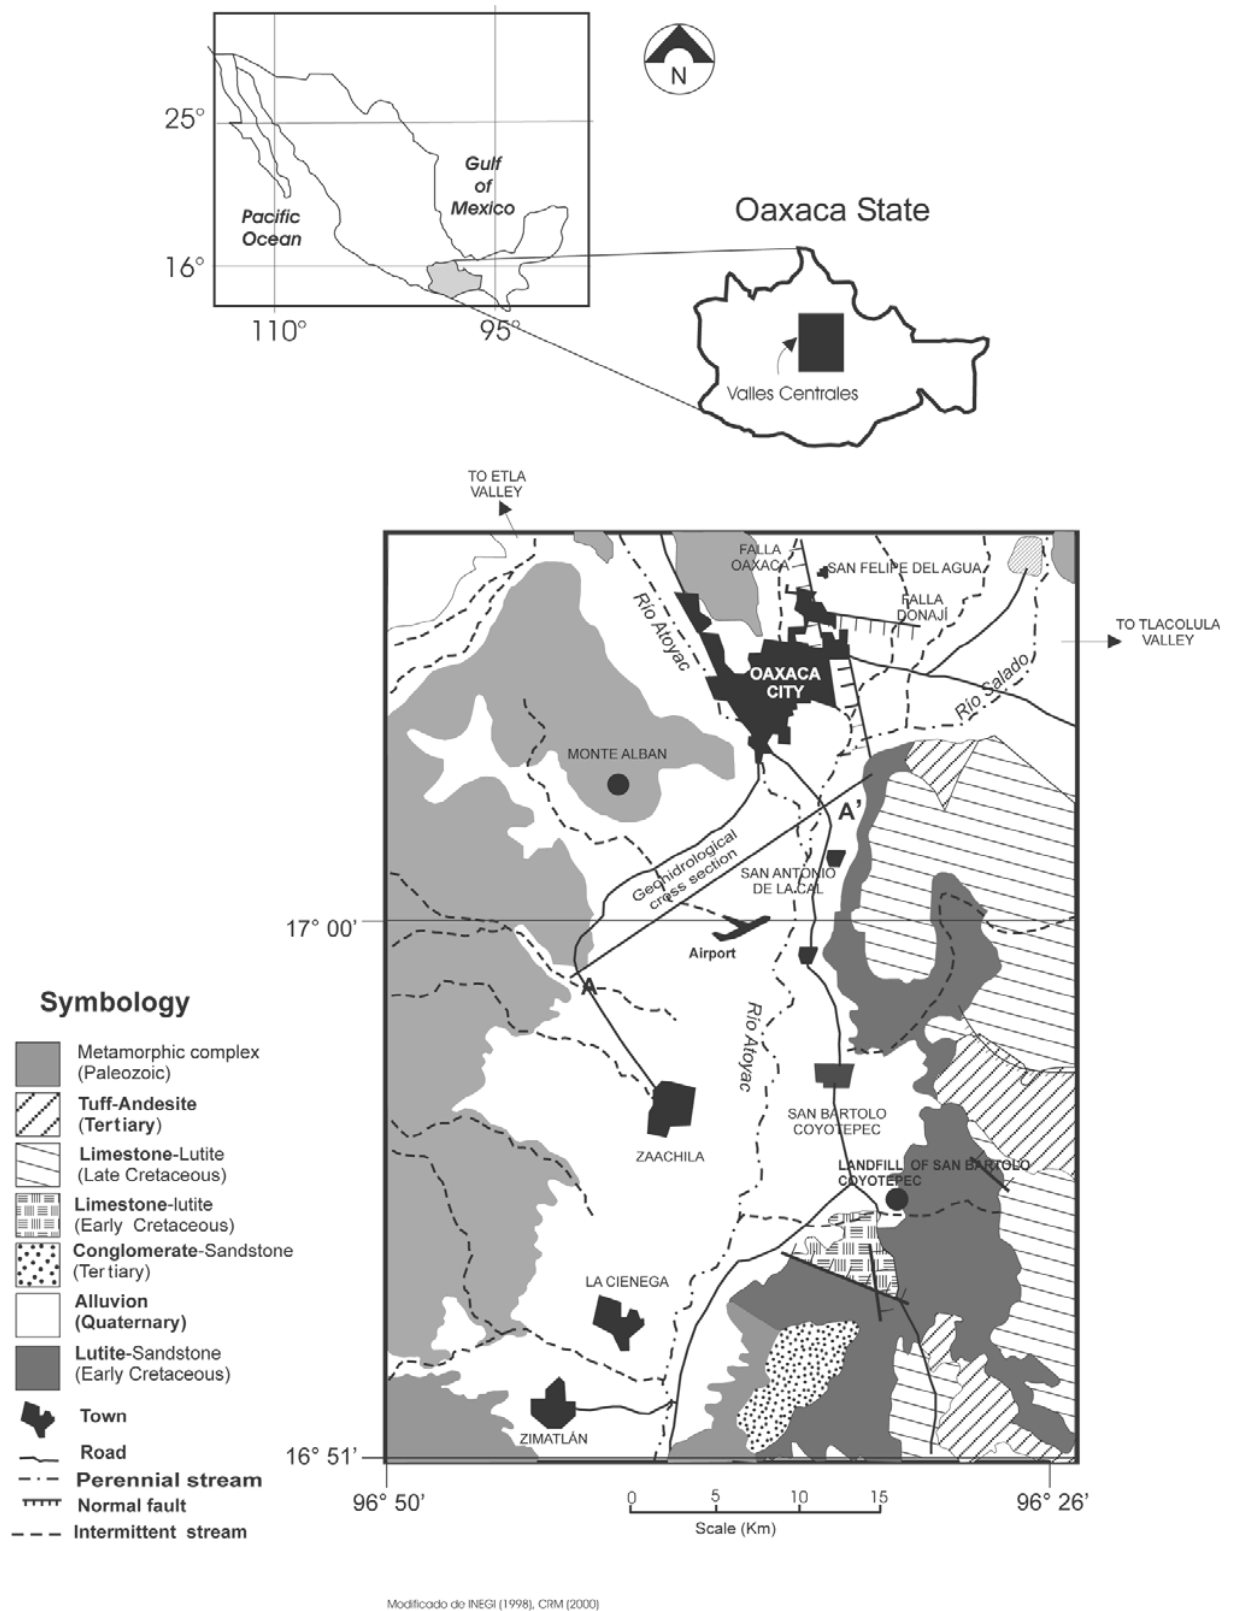 N
25°
Gulf
of
Mexico
Pacific
Ocean
16°
110°
95°
Oaxaca State
Valles Centrales
TO ETLA
VALLEY
FALLA
OAXACA
SAN FELIPE DEL AGUA
FALLA
DONAJÍ
Río Atoyac
TO TLACOLULA
VALLEY
OAXACA
CITY
Río Salado
MONTE ALBAN
A'
Geohidrological
cross section
SAN ANTONIO
DE LA CAL
17° 00'
Airport
A
Río Atoyac
SAN BARTOLO
COYOTEPEC
ZAACHILA
LANDFILL OF SAN BARTOLO
COYOTEPEC
LA CIENEGA
ZIMATLÁN
16° 51'
96° 50'
96° 26'
0 5 10 15
Scale (Km)
Symbology
Metamorphic complex
(Paleozoic)
Tuff-Andesite
(Tertiary)
Limestone-Lutite
(Late Cretaceous)
Limestone-lutite
(Early Cretaceous)
Conglomerate-Sandstone
(Tertiary)
Alluvion
(Quaternary)
Lutite-Sandstone
(Early Cretaceous)
Town
Road
Perennial stream
Normal fault
Intermittent stream
Modificado de INEGI (1998), CRM (2000)